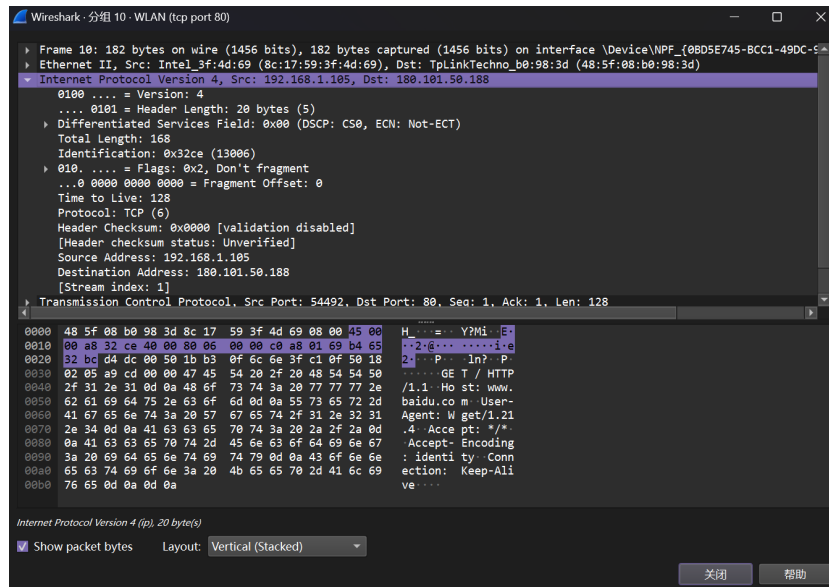 Wireshark · 分组 10 · WLAN (tcp port 80)
Frame 10: 182 bytes on wire (1456 bits), 182 bytes captured (1456 bits) on interface \Device\NPF_{0BD5E745-BCC1-49DC-9
Ethernet II, Src: Intel_3f:4d:69 (8c:17:59:3f:4d:69), Dst: TpLinkTechno_b0:98:3d (48:5f:08:b0:98:3d)
Internet Protocol Version 4, Src: 192.168.1.105, Dst: 180.101.50.188
0100 .... = Version: 4
.... 0101 = Header Length: 20 bytes (5)
Differentiated Services Field: 0x00 (DSCP: CS0, ECN: Not-ECT)
Total Length: 168
Identification: 0x32ce (13006)
010. .... = Flags: 0x2, Don't fragment
...0 0000 0000 0000 = Fragment Offset: 0
Time to Live: 128
Protocol: TCP (6)
Header Checksum: 0x0000 [validation disabled]
[Header checksum status: Unverified]
Source Address: 192.168.1.105
Destination Address: 180.101.50.188
[Stream index: 1]
Transmission Control Protocol, Src Port: 54492, Dst Port: 80, Seq: 1, Ack: 1, Len: 128
0000 48 5f 08 b0 98 3d 8c 17 59 3f 4d 69 08 00 45 00 H_···=·· Y?Mi··E·
0010 00 a8 32 ce 40 00 80 06 00 00 c0 a8 01 69 b4 65 ··2·@··· ·····i·e
0020 32 bc d4 dc 00 50 1b b3 0f 6c 6e 3f c1 0f 50 18 2····P·· ·ln?··P·
0030 02 05 a9 cd 00 00 47 45 54 20 2f 20 48 54 54 50 ······GE T / HTTP
0040 2f 31 2e 31 0d 0a 48 6f 73 74 3a 20 77 77 77 2e /1.1··Ho st: www.
0050 62 61 69 64 75 2e 63 6f 6d 0d 0a 55 73 65 72 2d baidu.co m··User-
0060 41 67 65 6e 74 3a 20 57 67 65 74 2f 31 2e 32 31 Agent: W get/1.21
0070 2e 34 0d 0a 41 63 63 65 70 74 3a 20 2a 2f 2a 0d .4··Acce pt: */*·
0080 0a 41 63 63 65 70 74 2d 45 6e 63 6f 64 69 6e 67 ·Accept- Encoding
0090 3a 20 69 64 65 6e 74 69 74 79 0d 0a 43 6f 6e 6e : identi ty··Conn
00a0 65 63 74 69 6f 6e 3a 20 4b 65 65 70 2d 41 6c 69 ection: Keep-Ali
00b0 76 65 0d 0a 0d 0a ve····
Internet Protocol Version 4 (ip), 20 byte(s)
Show packet bytes Layout: Vertical (Stacked)
关闭 帮助